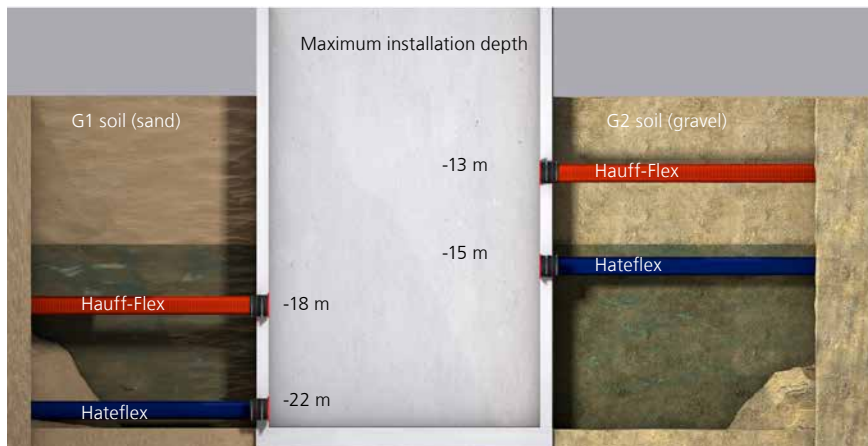 Maximum installation depth
G1 soil (sand)
G2 soil (gravel)
-13 m
Hauff-Flex
-15 m
Hateflex
Hauff-Flex
-18 m
Hateflex
-22 m